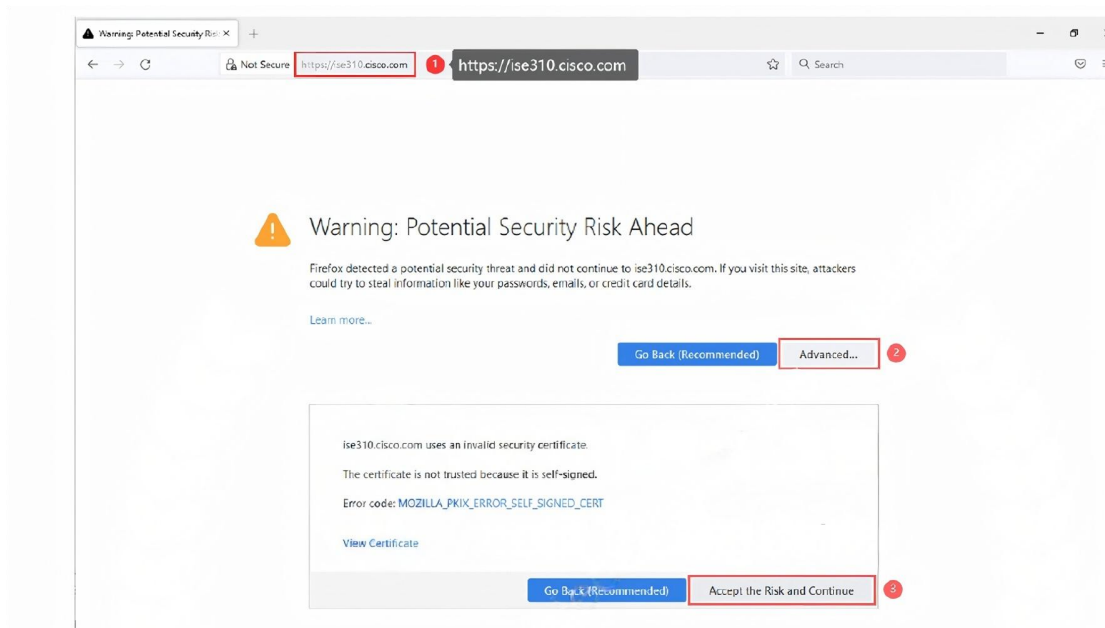 Warning: Potential Security Ris
Not Secure https://ise310.cisco.com 1 https://ise310.cisco.com Search
Warning: Potential Security Risk Ahead
Firefox detected a potential security threat and did not continue to ise310.cisco.com. If you visit this site, attackers
could try to steal information like your passwords, emails, or credit card details.
Learn more...
Go Back (Recommended) Advanced... 2
ise310.cisco.com uses an invalid security certificate.
The certificate is not trusted because it is self-signed.
Error code: MOZILLA_PKIX_ERROR_SELF_SIGNED_CERT
View Certificate
Go Back (Recommended) Accept the Risk and Continue 3